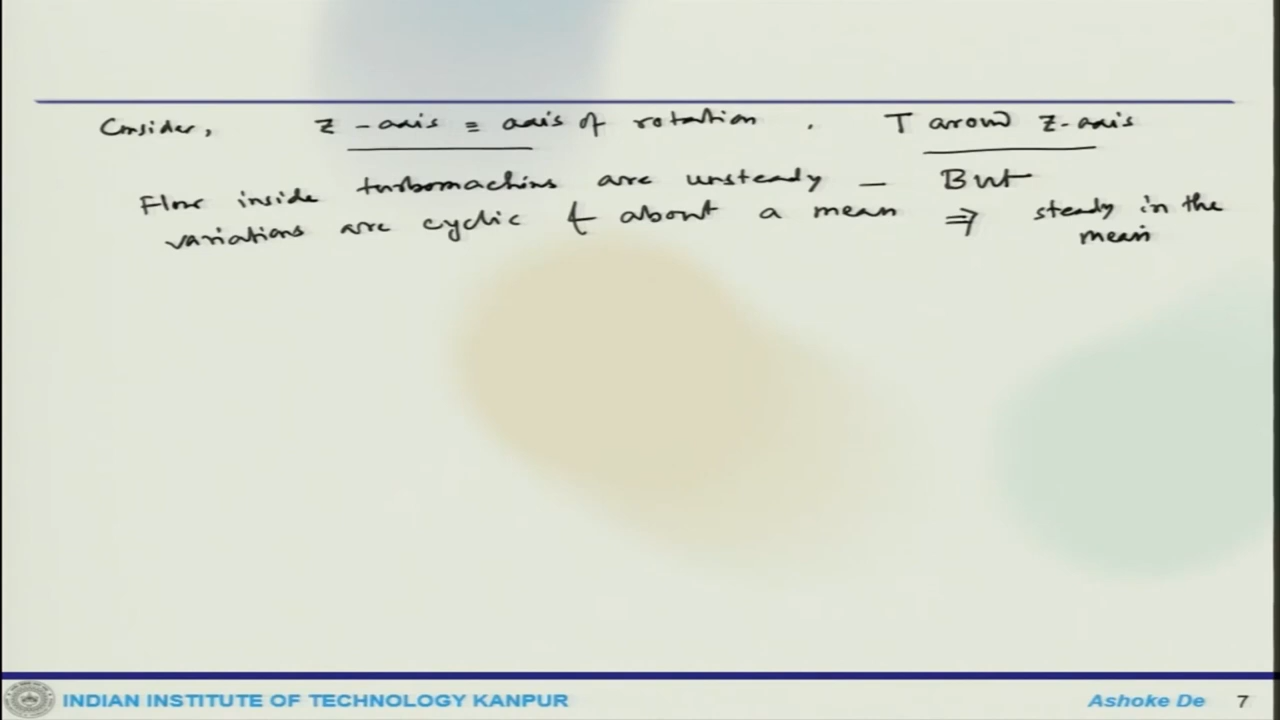 Consider, Z-axis ≡ axis of rotation. T around Z-axis
Flow inside turbomachins are unsteady — But
variations are cyclic & about a mean ⇒ steady in the
mean
INDIAN INSTITUTE OF TECHNOLOGY KANPUR
Ashoke De 7